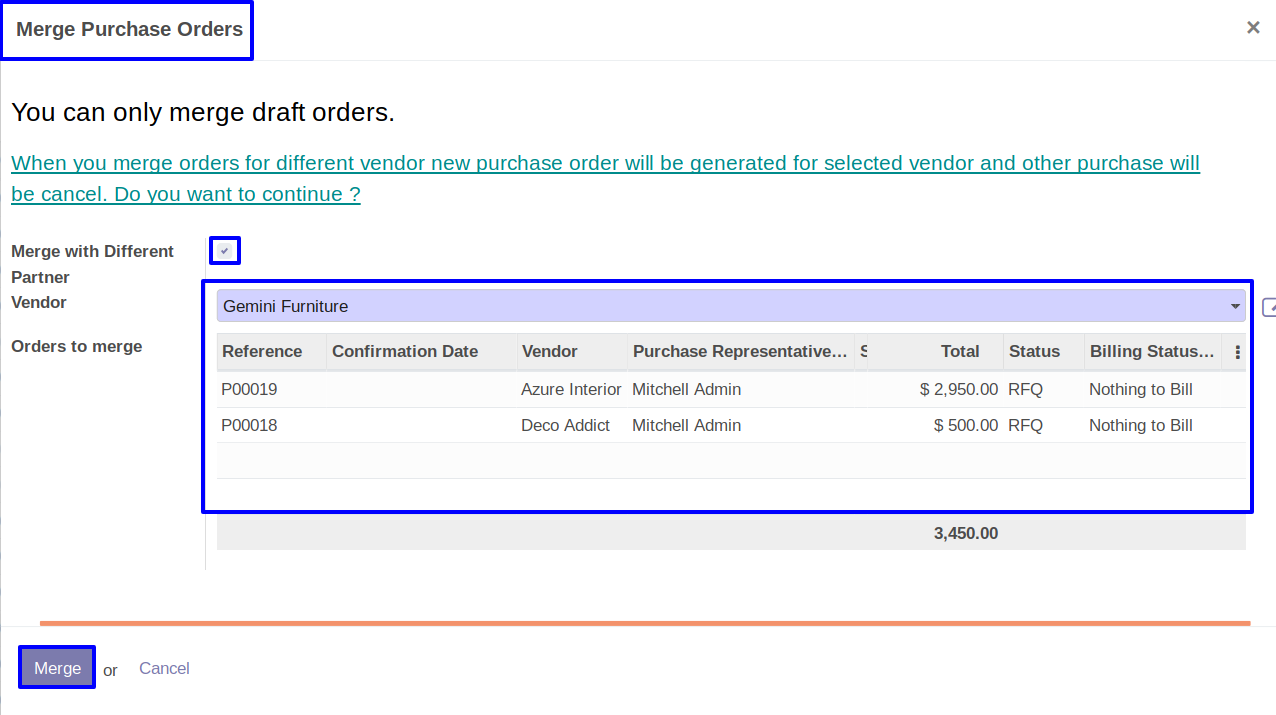 Merge Purchase Orders ×
You can only merge draft orders.
When you merge orders for different vendor new purchase order will be generated for selected vendor and other purchase will
be cancel. Do you want to continue ?
Merge with Different
Partner
Vendor
Gemini Furniture
Orders to merge
Reference Confirmation Date Vendor Purchase Representative... S Total Status Billing Status...
P00019 Azure Interior Mitchell Admin $ 2,950.00 RFQ Nothing to Bill
P00018 Deco Addict Mitchell Admin $ 500.00 RFQ Nothing to Bill
3,450.00
Merge or Cancel